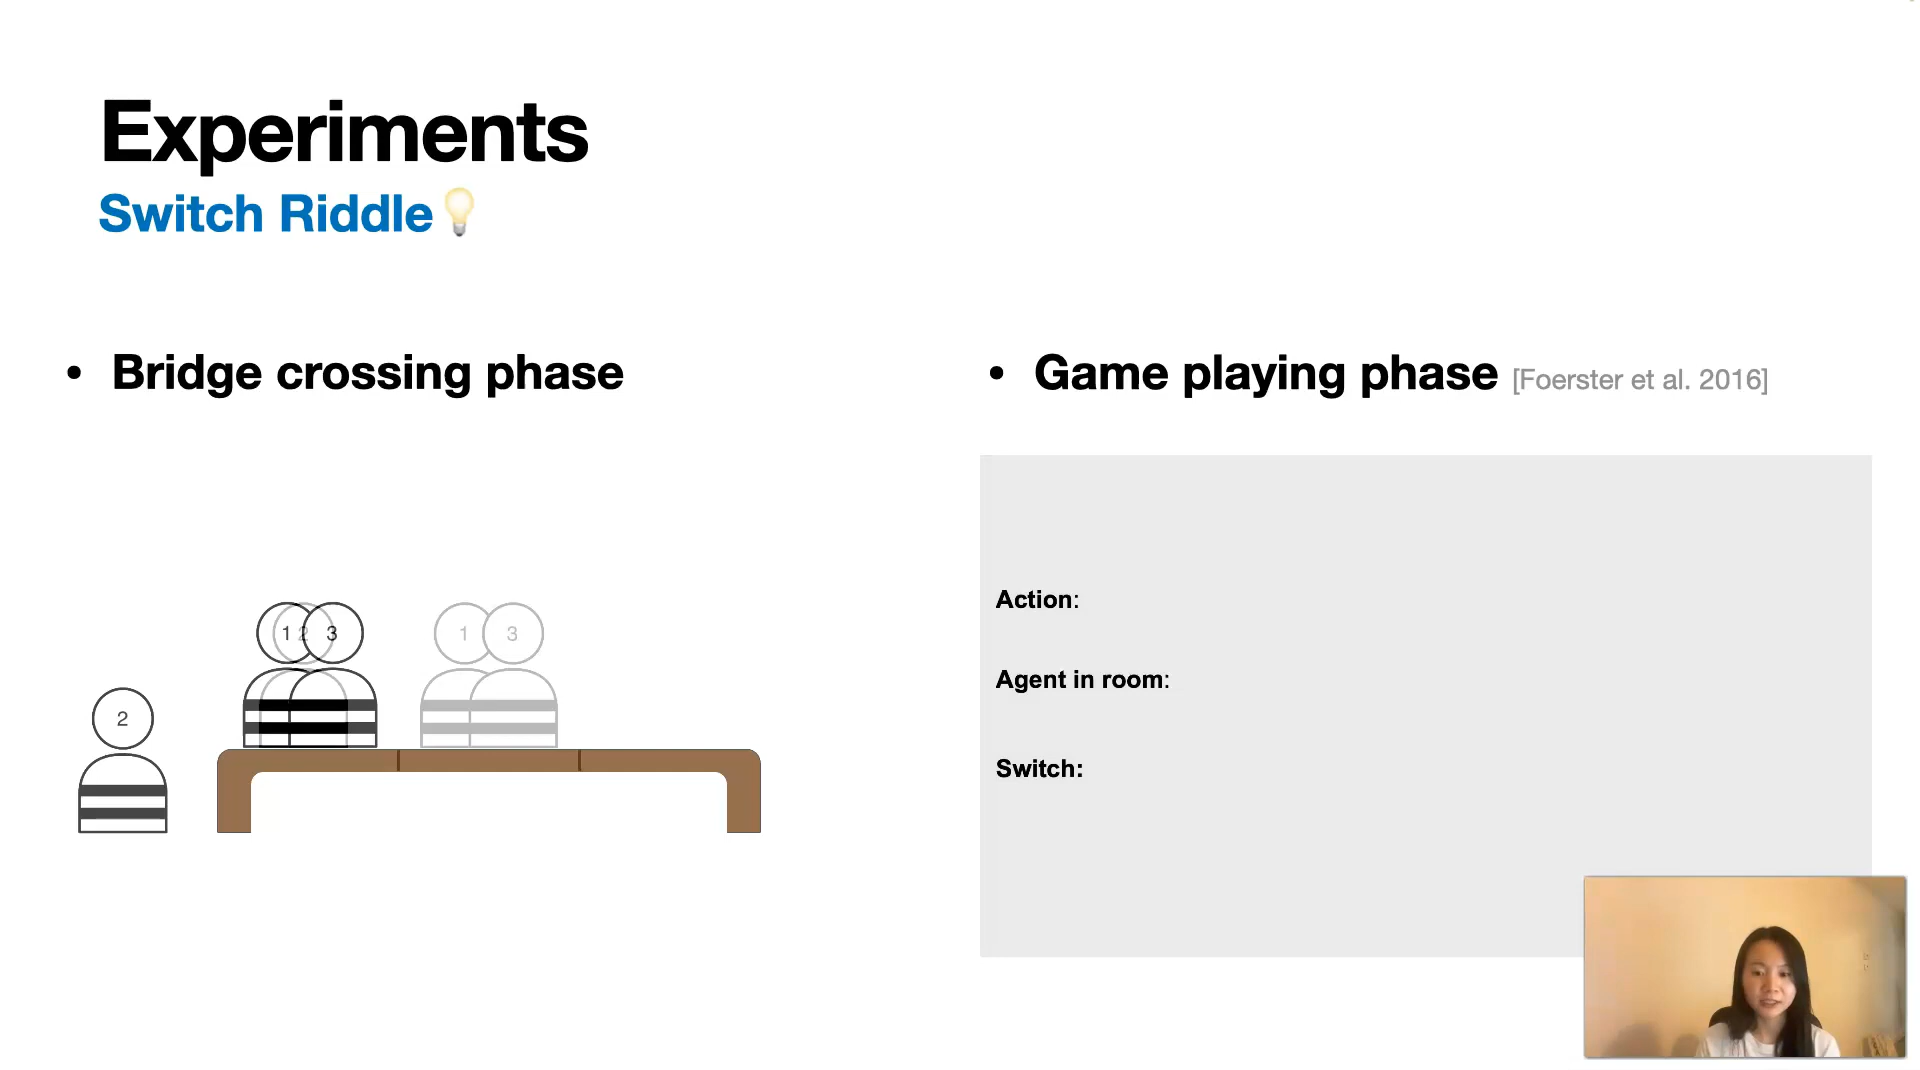 Experiments
Switch Riddle
• Bridge crossing phase
• Game playing phase [Foerster et al. 2016]
1 2 3
1 3
2
Action:
Agent in room:
Switch: